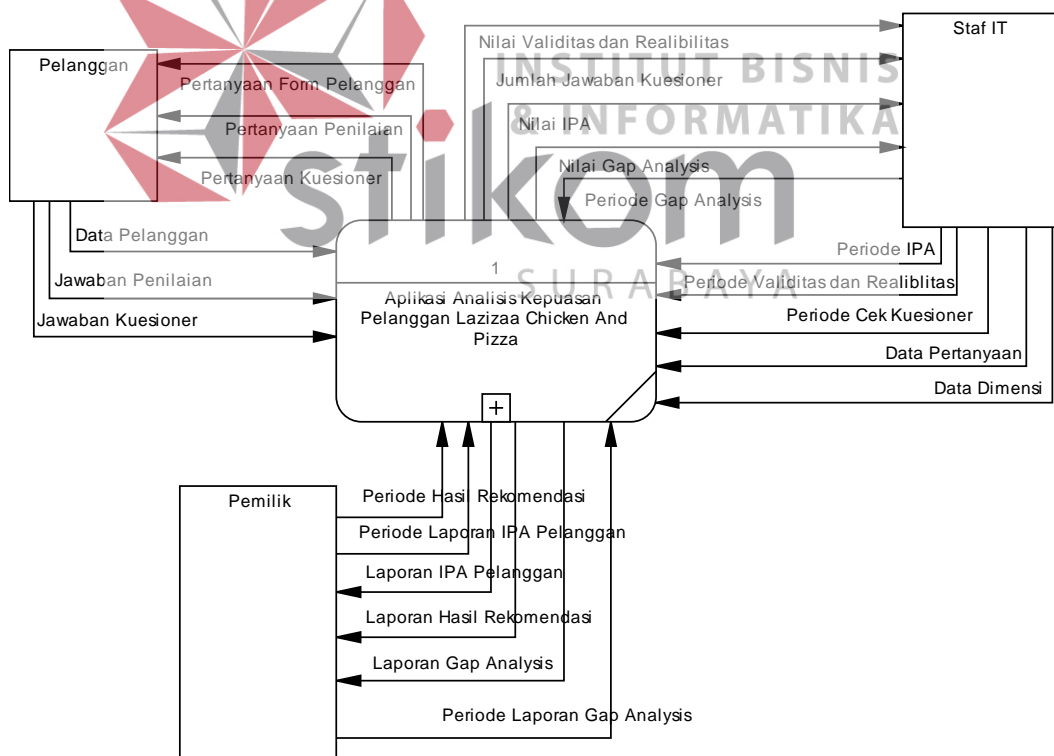 Staf IT
Nilai Validitas dan Realibilitas
INSTITUT BISNIS
Pelanggan
Pertanyaan Form Pelanggan
Jumlah Jawaban Kuesioner
& INFORMATIKA
Nilai IPA
Pertanyaan Penilaian
stikom
Nilai Gap Analysis
Pertanyaan Kuesioner
Periode Gap Analysis
Data Pelanggan
Periode IPA
1
SURABAYA
Jawaban Penilaian
Periode Validitas dan Realiblitas
Aplikasi Analisis Kepuasan
Pelanggan Lazizaa Chicken And
Pizza
Jawaban Kuesioner
Periode Cek Kuesioner
Data Pertanyaan
Data Dimensi
+
Pemilik
Periode Hasil Rekomendasi
Periode Laporan IPA Pelanggan
Laporan IPA Pelanggan
Laporan Hasil Rekomendasi
Laporan Gap Analysis
Periode Laporan Gap Analysis